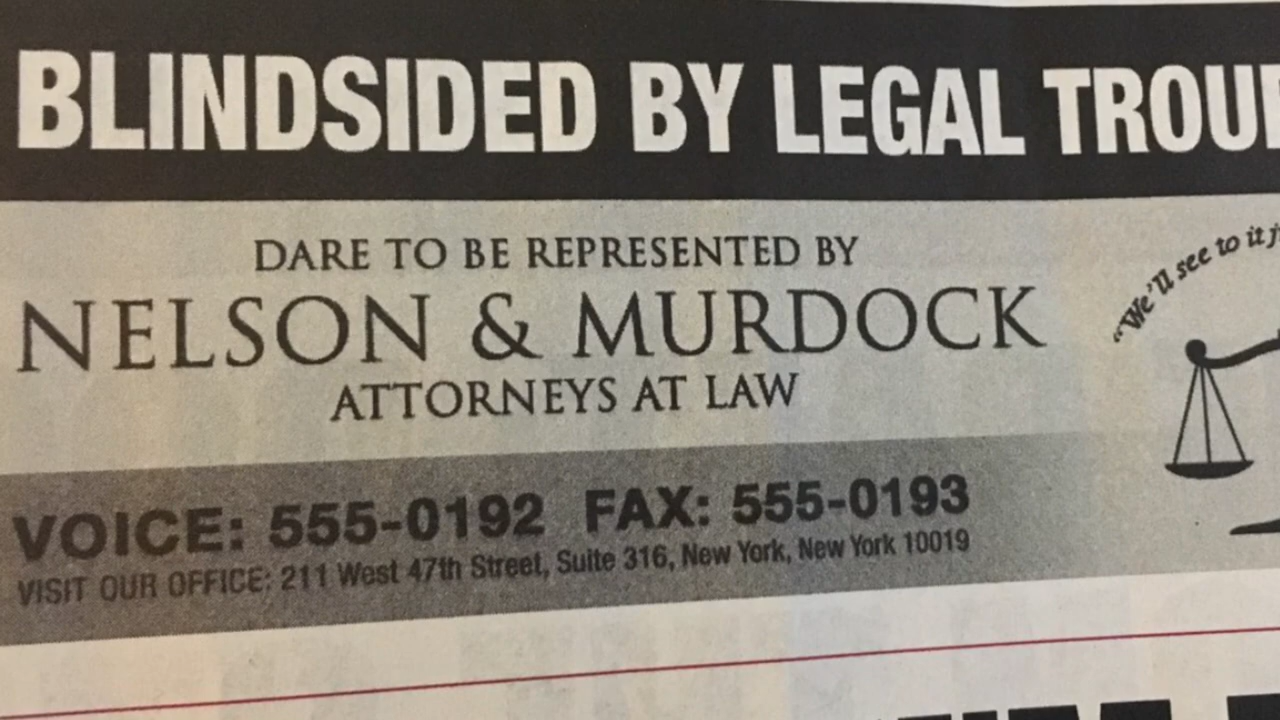 BLINDSIDED BY LEGAL
DARE TO BE REPRESENTED BY
NELSON & MURDOCK
ATTORNEYS AT LAW
"We'll see to it
VOICE: 555-0192 FAX: 555-0193
VISIT OUR OFFICE: 211 West 47th Street, Suite 316, New York, New York 10019